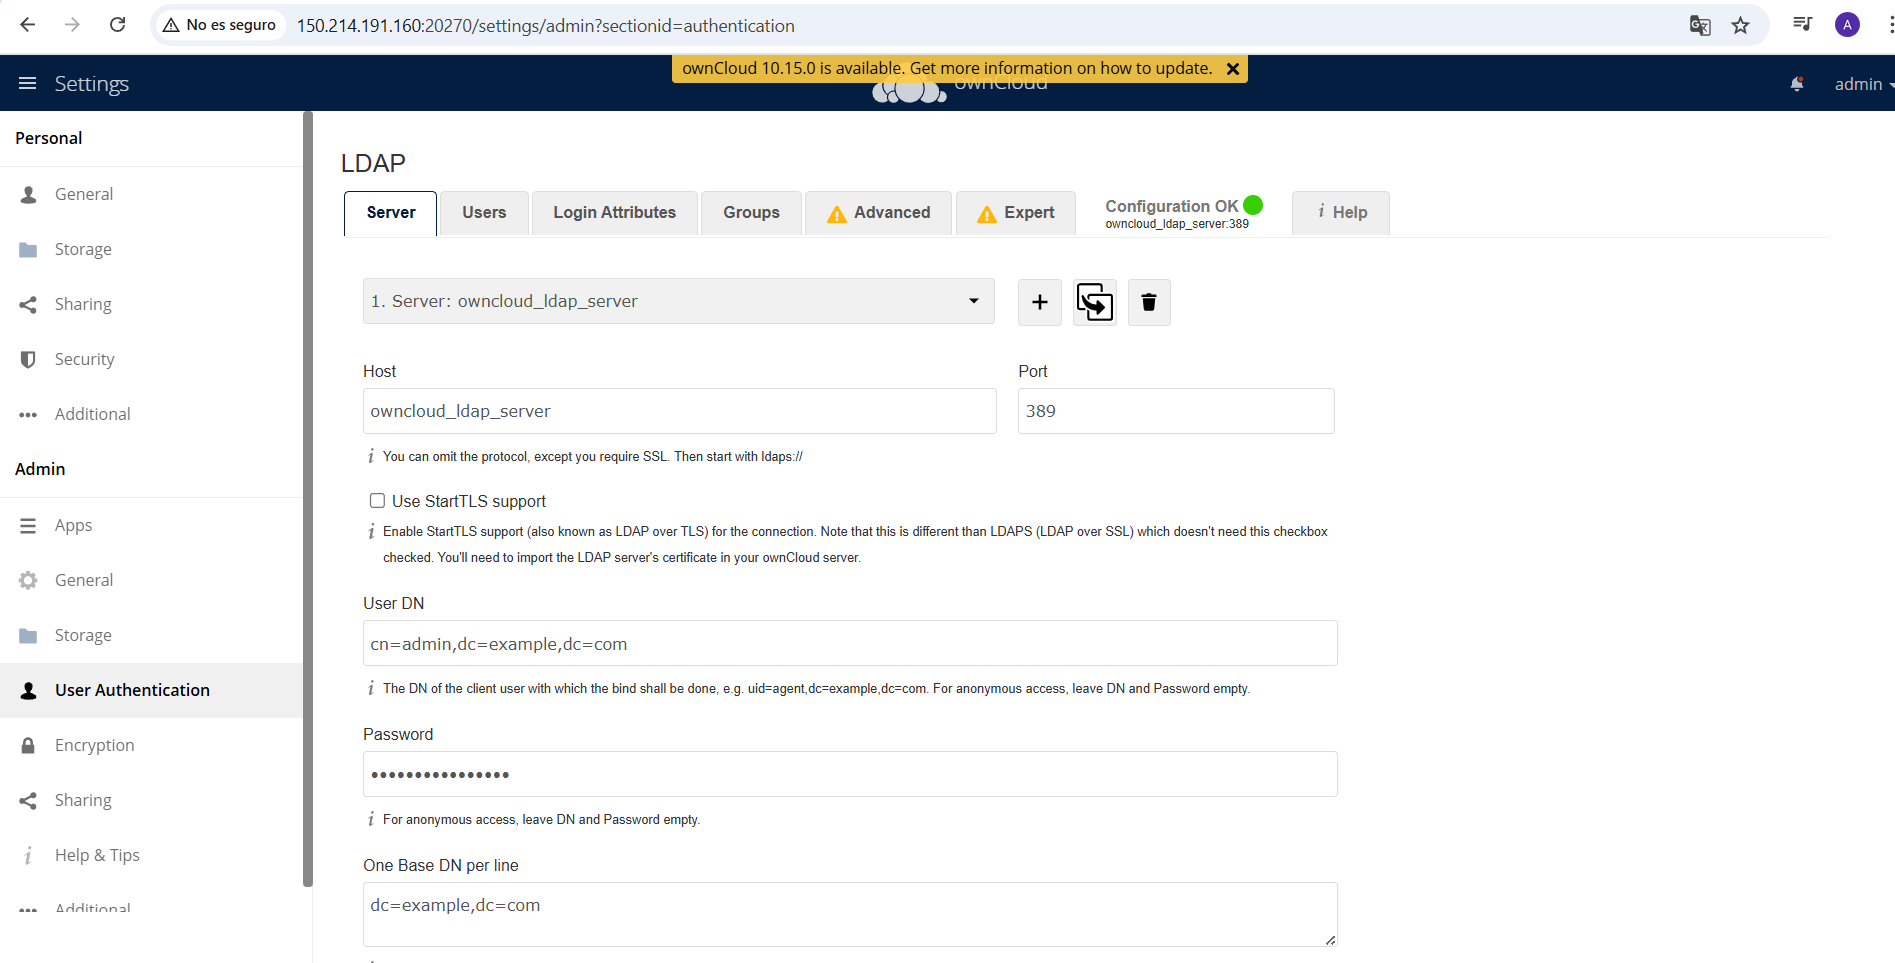 No es seguro 150.214.191.160:20270/settings/admin?sectionid=authentication A
ownCloud 10.15.0 is available. Get more information on how to update.
Settings ownCloud admin
Personal
General
Storage
Sharing
Security
Additional
Admin
Apps
General
Storage
User Authentication
Encryption
Sharing
Help & Tips
Additional
LDAP
Server Users Login Attributes Groups Advanced Expert Configuration OK Help
owncloud_ldap_server:389
1. Server: owncloud_ldap_server
Host Port
owncloud_ldap_server 389
You can omit the protocol, except you require SSL. Then start with ldaps://
Use StartTLS support
Enable StartTLS support (also known as LDAP over TLS) for the connection. Note that this is different than LDAPS (LDAP over SSL) which doesn't need this checkbox
checked. You'll need to import the LDAP server's certificate in your ownCloud server.
User DN
cn=admin,dc=example,dc=com
The DN of the client user with which the bind shall be done, e.g. uid=agent,dc=example,dc=com. For anonymous access, leave DN and Password empty.
Password
••••••••••••••••
For anonymous access, leave DN and Password empty.
One Base DN per line
dc=example,dc=com